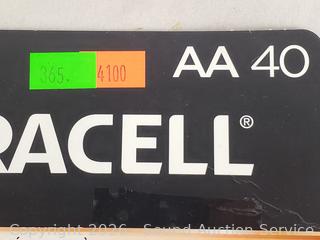 365. 4100 AA 40
RACELL®
Copyright 2026 - Sound Auction Service